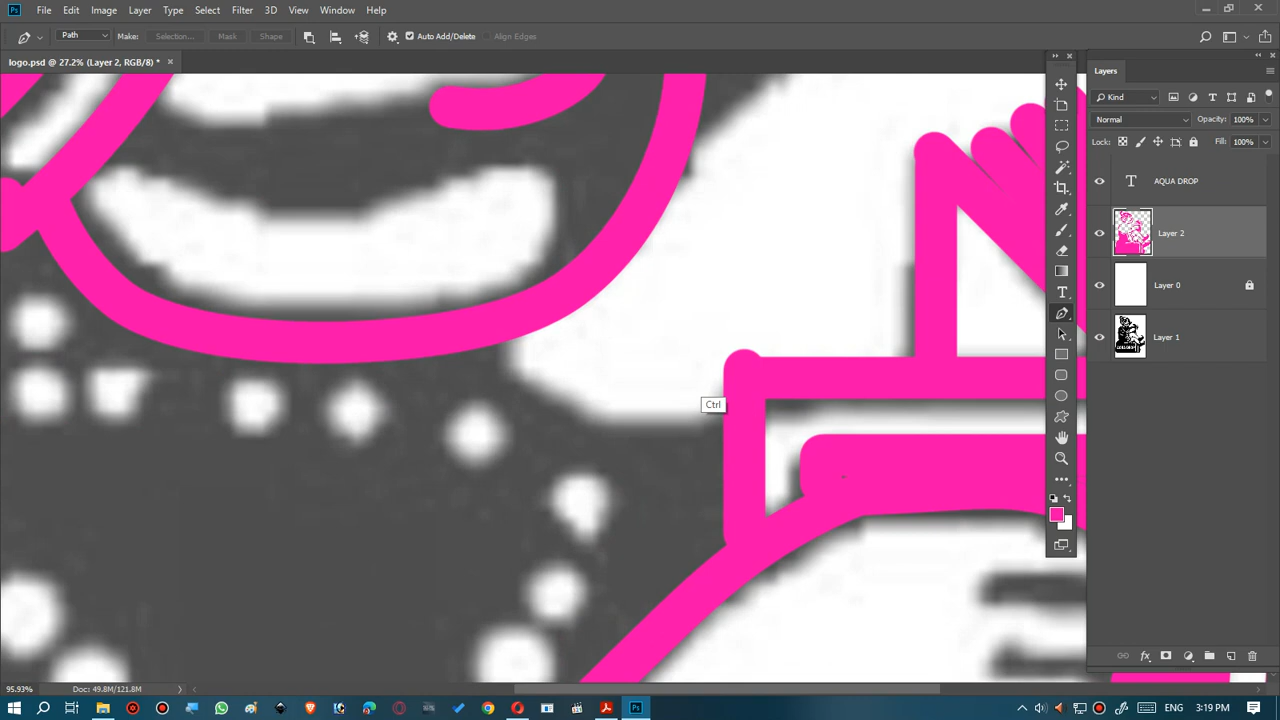 Ps File Edit Image Layer Type Select Filter 3D View Window Help
Path Make: Selection... Mask Shape Auto Add/Delete Align Edges
logo.psd @ 27.2% (Layer 2, RGB/8) *
Layers
Kind
Normal Opacity: 100%
Lock: Fill: 100%
T AQUA DROP
Layer 2
Layer 0
Layer 1
Ctrl
fx
95.93% Doc: 49.8M/121.8M
Ps ENG 3:19 PM